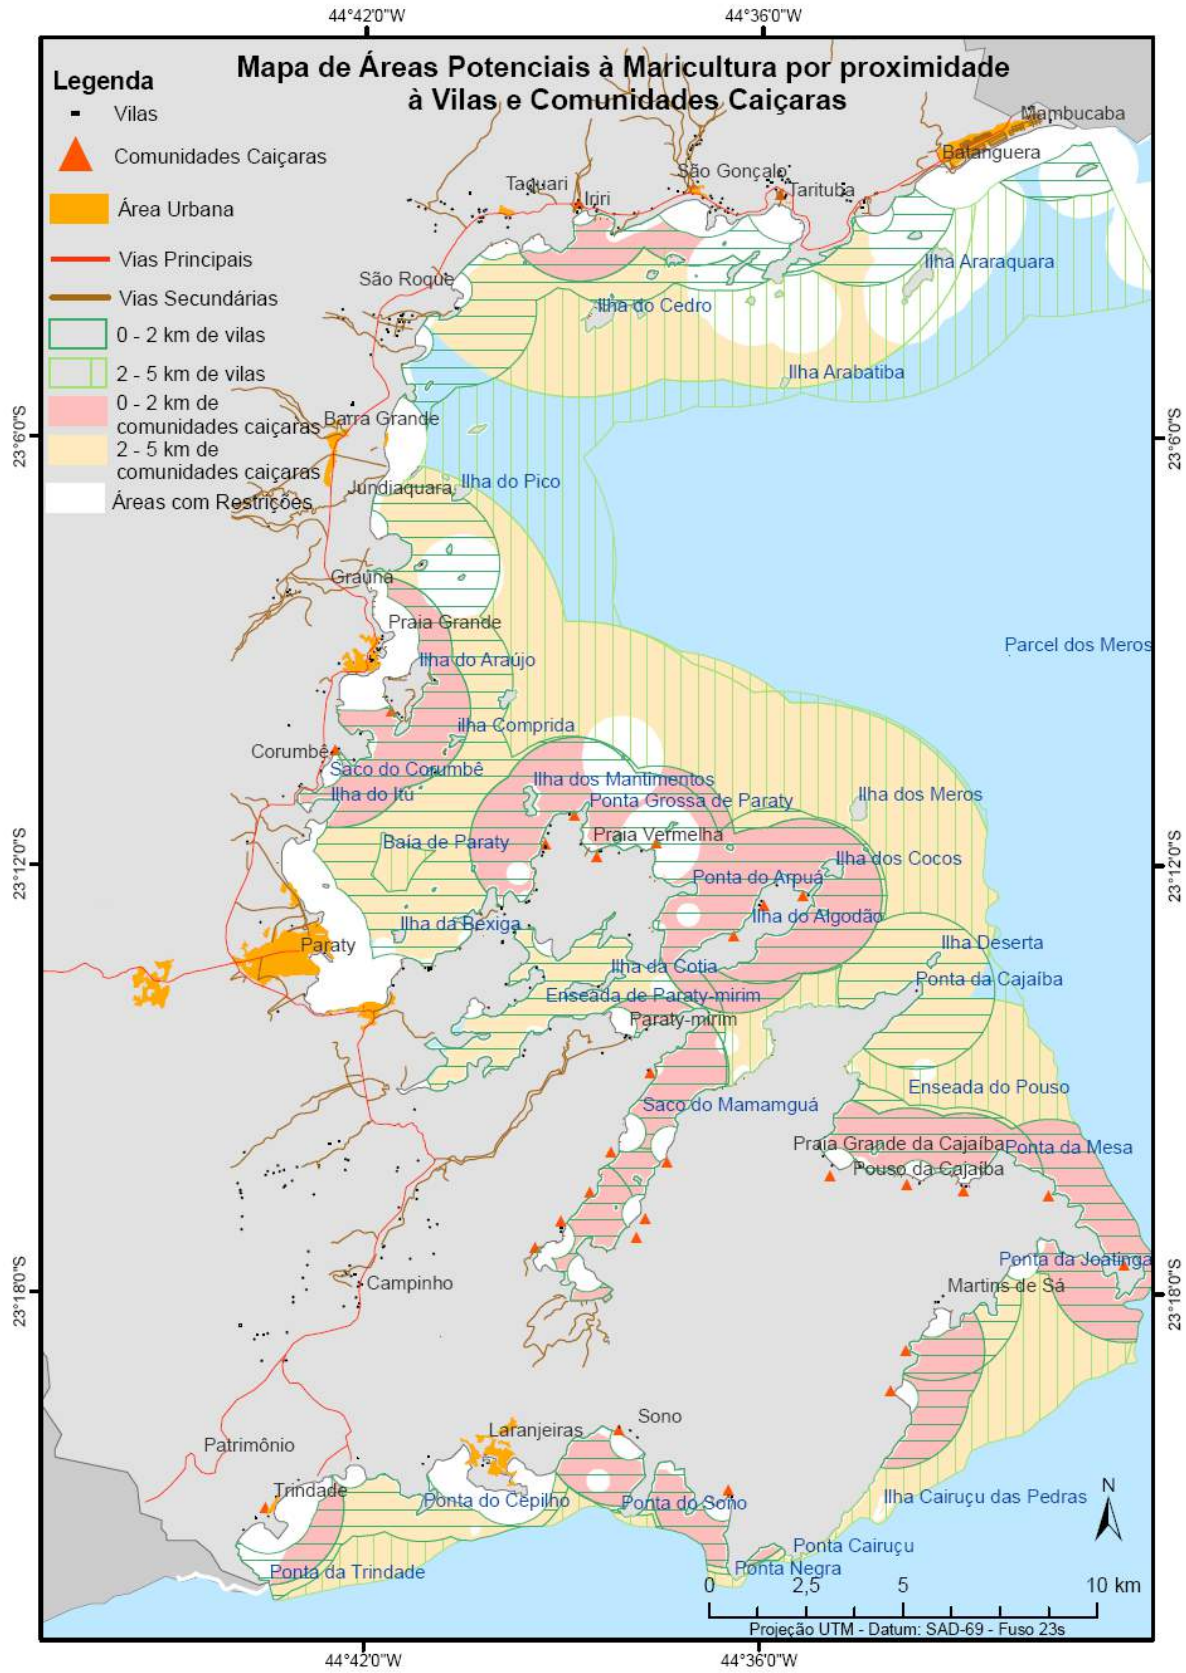 44°42'0"W
44°36'0"W
Mapa de Áreas Potenciais à Maricultura por proximidade
à Vilas e Comunidades Caiçaras
Legenda
Vilas
Comunidades Caiçaras
Área Urbana
Vias Principais
Vias Secundárias
0 - 2 km de vilas
2 - 5 km de vilas
0 - 2 km de
comunidades caiçaras
2 - 5 km de
comunidades caiçaras
Áreas com Restrições
Mambucaba
Batanguera
São Gonçalo
Taquari
Iriri
Tarituba
Ilha Araraquara
São Roque
Ilha do Cedro
Ilha Arabatiba
Barra Grande
23°6'0"S
23°6'0"S
Jundiaquara
Ilha do Pico
Graúna
Praia Grande
Parcel dos Meros
Ilha do Araújo
ilha Comprida
Corumbê
Saco do Corumbê
Ilha dos Mantimentos
Ilha do Itú
Ponta Grossa de Paraty
Ilha dos Meros
Baía de Paraty
Praia Vermelha
Ilha dos Cocos
23°12'0"S
23°12'0"S
Ponta do Arpuá
Ilha da Bexiga
Ilha do Algodão
Paraty
Ilha Deserta
Ilha da Cotia
Ponta da Cajaíba
Enseada de Paraty-mirim
Paraty-mirim
Enseada do Pouso
Saco do Mamamguá
Praia Grande da Cajaíba
Ponta da Mesa
Pouso da Cajaíba
Ponta da Joatinga
Campinho
Martins de Sá
23°18'0"S
23°18'0"S
Sono
Laranjeiras
Patrimônio
Trindade
Ponta do Cepilho
Ponta do Sono
Ilha Cairuçu das Pedras
N
Ponta Cairuçu
Ponta da Trindade
Ponta Negra
0 2,5 5 10 km
Projeção UTM - Datum: SAD-69 - Fuso 23s
44°42'0"W
44°36'0"W